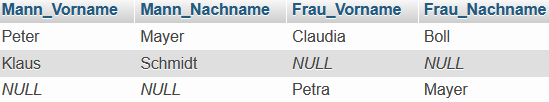 Mann_Vorname Mann_Nachname Frau_Vorname Frau_Nachname
Peter Mayer Claudia Boll
Klaus Schmidt NULL NULL
NULL NULL Petra Mayer